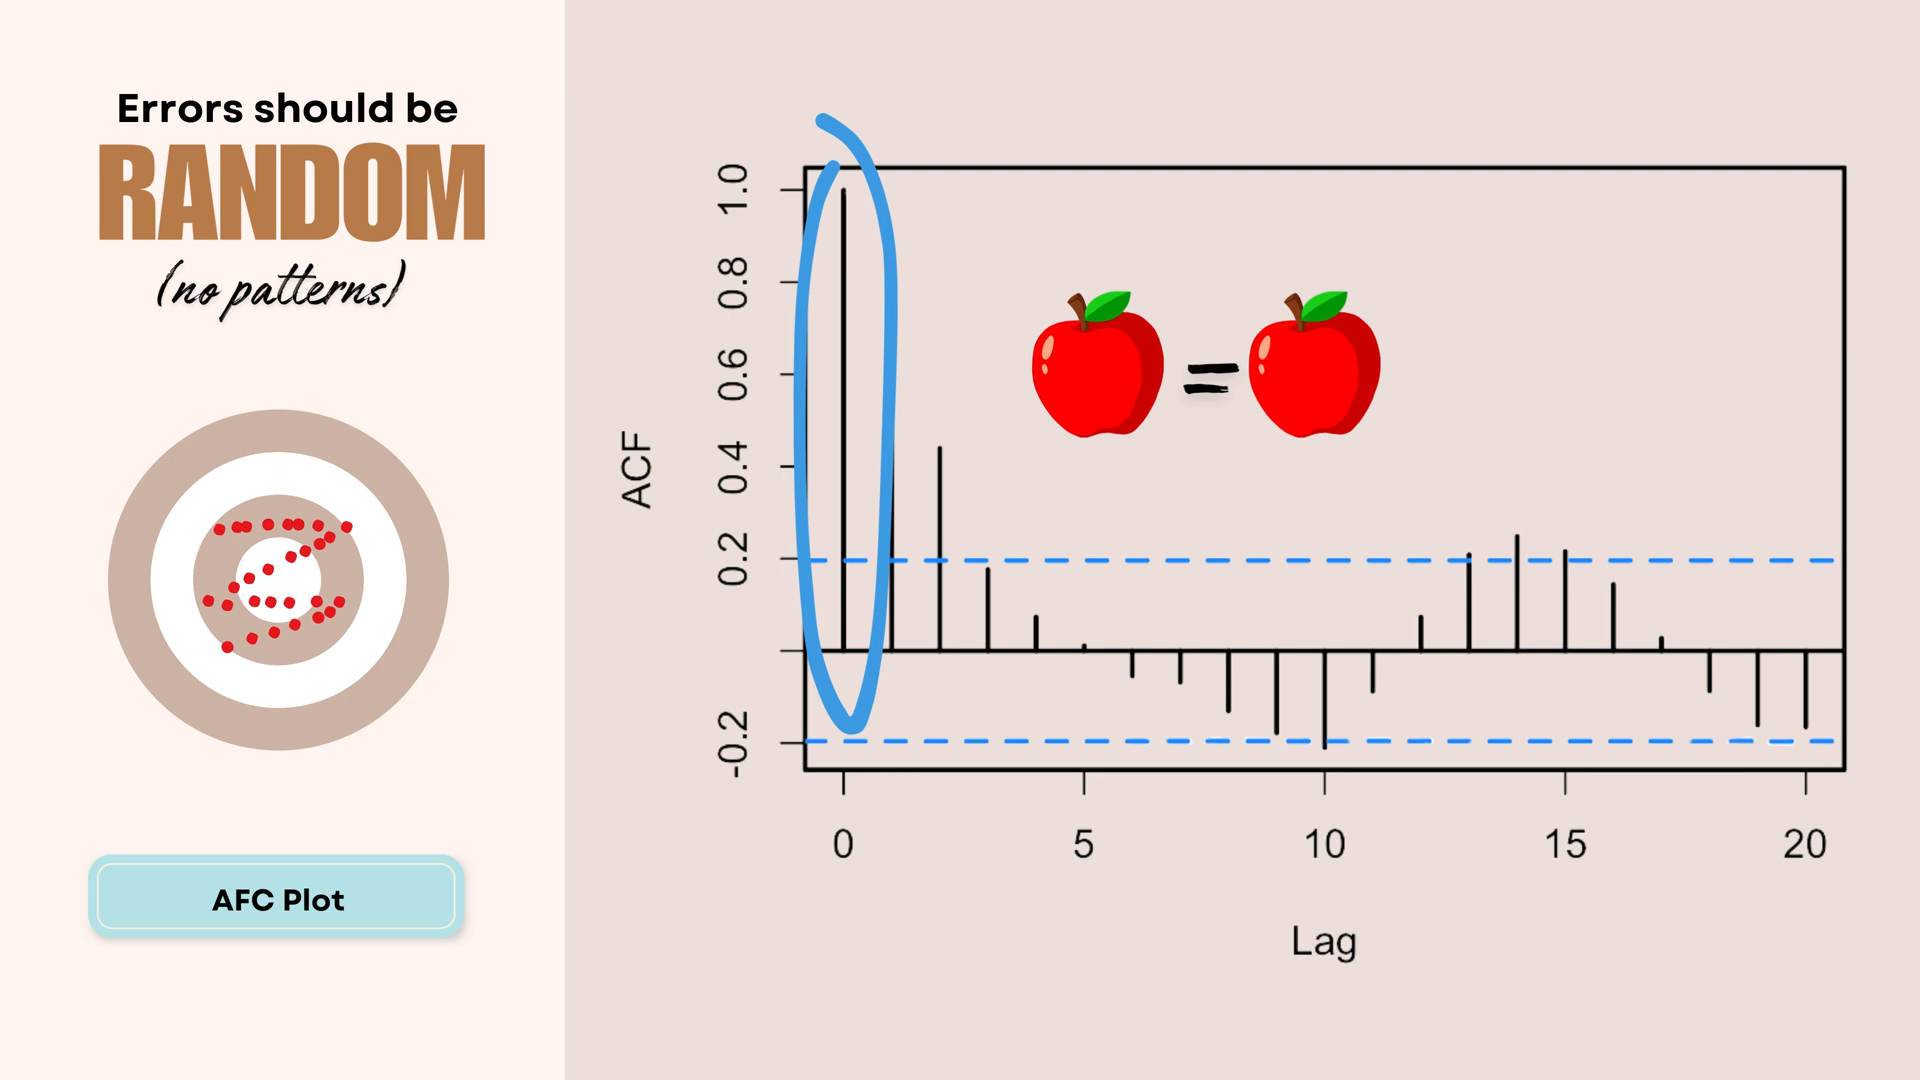 Errors should be
RANDOM
(no patterns)
AFC Plot
ACF
1.0
0.8
0.6
0.4
0.2
-0.2
=
0 5 10 15 20
Lag